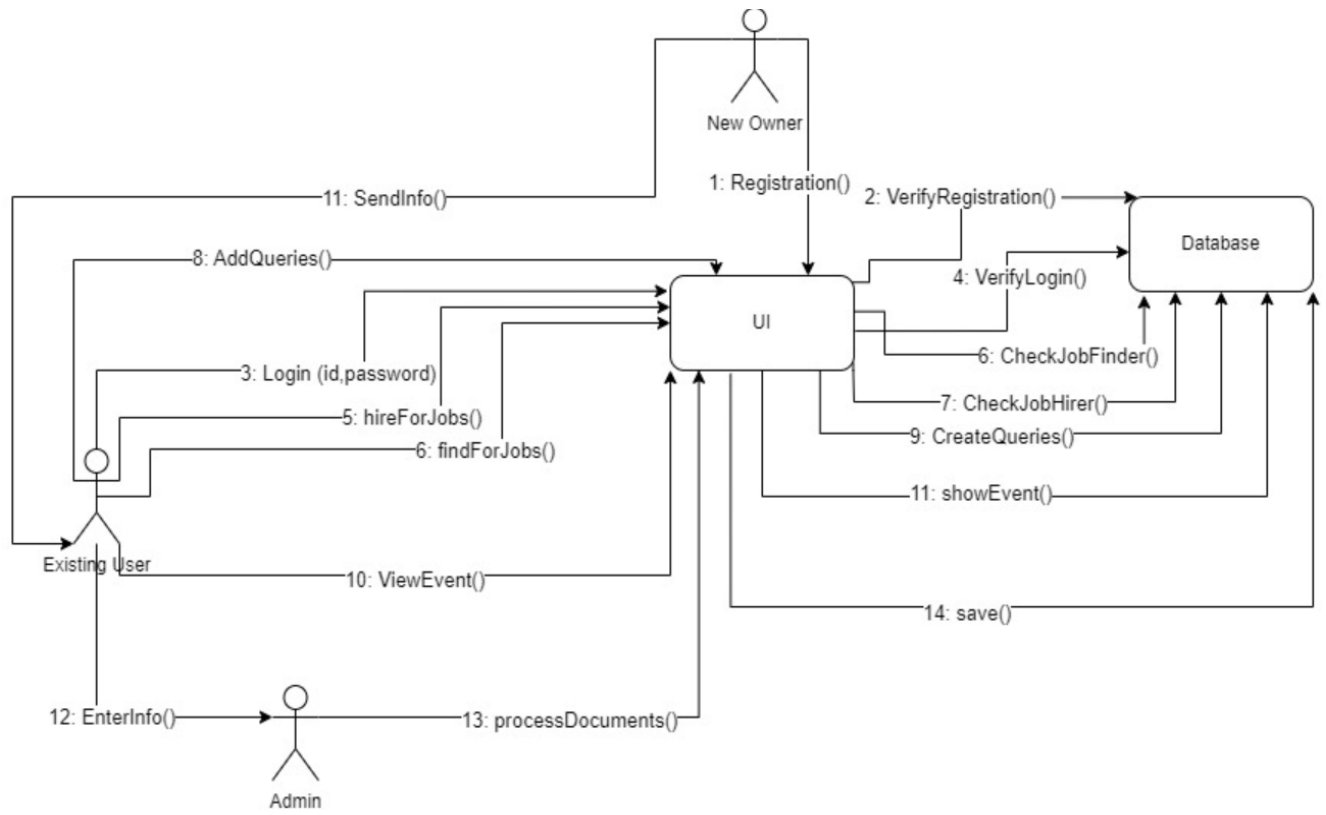 New Owner
1: Registration()
2: VerifyRegistration()
11: SendInfo()
Database
8: AddQueries()
4: VerifyLogin()
UI
6: CheckJobFinder()
3: Login (id,password)
7: CheckJobHirer()
5: hireForJobs()
9: CreateQueries()
6: findForJobs()
11: showEvent()
Existing User
10: ViewEvent()
14: save()
12: EnterInfo()
13: processDocuments()
Admin